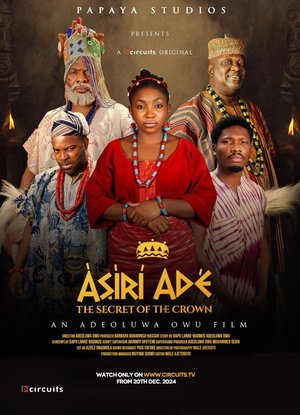 PAPAYA STUDIOS
PRESENTS
A circuits ORIGINAL
ÀṢÌRÍ ADÉ
THE SECRET OF THE CROWN
AN ADEOLUWA OWU FILM
WATCH ONLY ON WWW.CIRCUITS.TV
FROM 20TH DEC. 2024
circuits